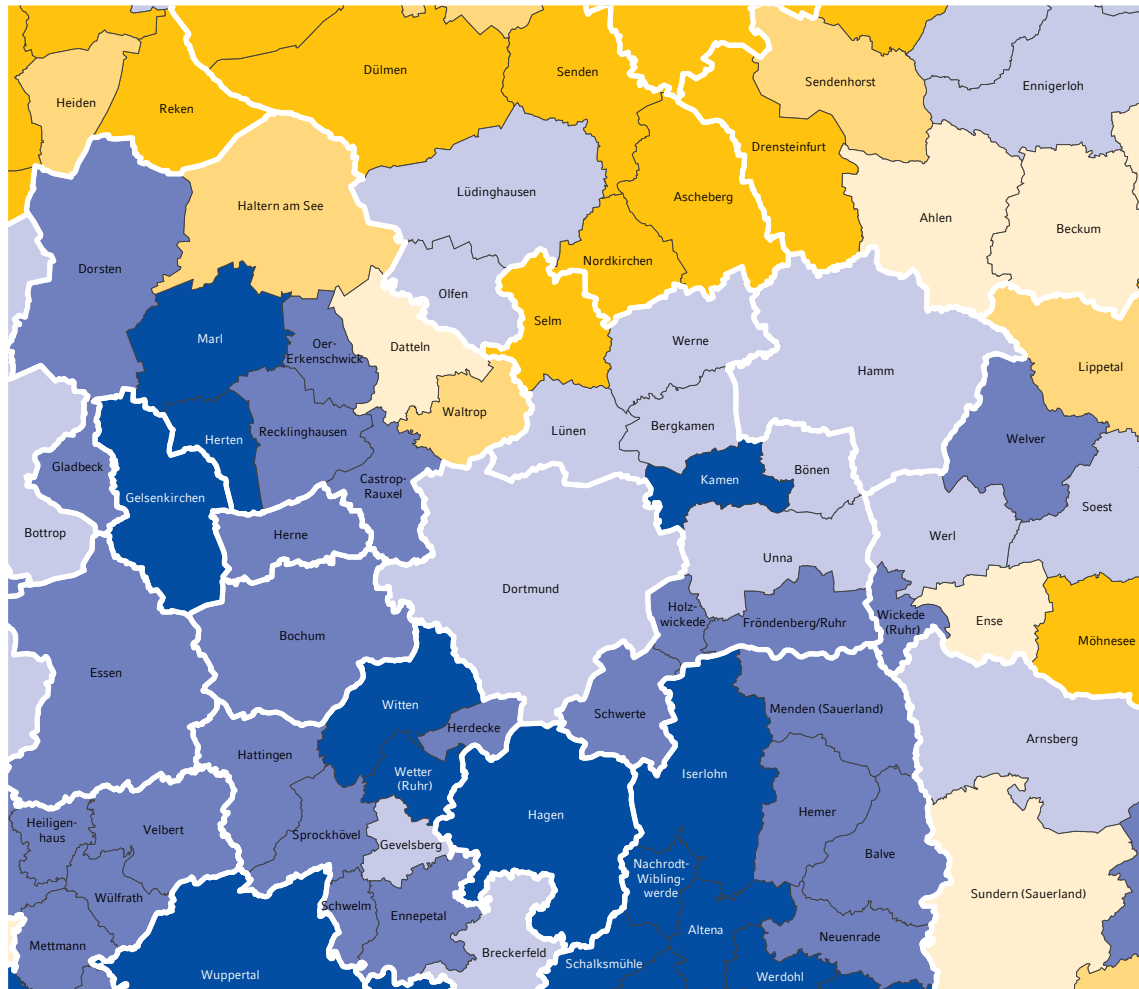 Dülmen
Senden
Sendenhorst
Ennigerloh
Heiden
Reken
Drensteinfurt
Lüdinghausen
Ascheberg
Haltern am See
Ahlen
Beckum
Dorsten
Nordkirchen
Olfen
Selm
Marl
Oer-
Erkenschwick
Datteln
Werne
Hamm
Lippetal
Waltrop
Lünen
Bergkamen
Herten
Recklinghausen
Welver
Gladbeck
Gelsenkirchen
Castrop-
Rauxel
Kamen
Bönen
Soest
Bottrop
Herne
Werl
Unna
Dortmund
Holz-
wickede
Fröndenberg/Ruhr
Wickede
(Ruhr)
Ense
Möhnesee
Bochum
Essen
Witten
Schwerte
Menden (Sauerland)
Herdecke
Arnsberg
Hattingen
Wetter
(Ruhr)
Iserlohn
Heiligen-
haus
Velbert
Sprockhövel
Gevelsberg
Hagen
Hemer
Balve
Nachrodt-
Wibling-
werde
Wülfrath
Schwelm
Ennepetal
Sundern (Sauerland)
Mettmann
Altena
Neuenrade
Breckerfeld
Schalksmühle
Wuppertal
Werdohl